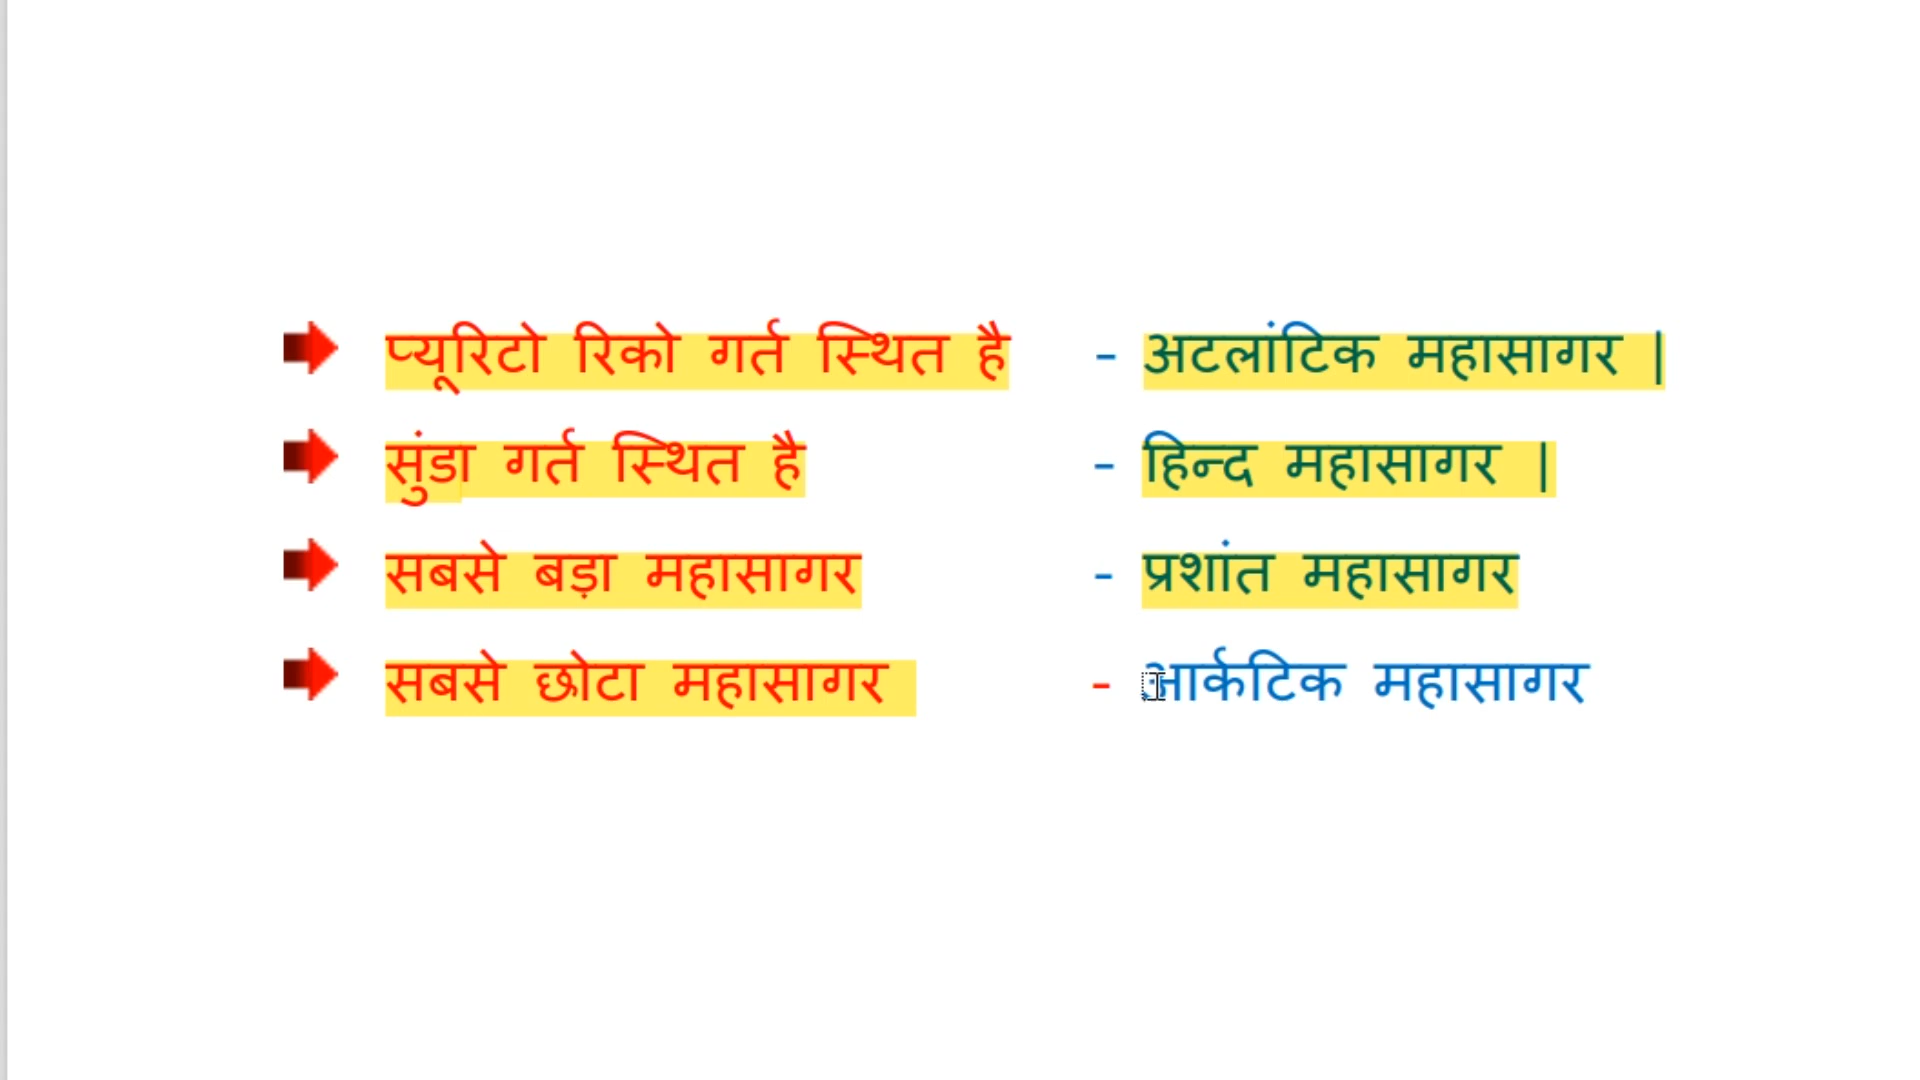 प्यूरिटो रिको गर्त स्थित है - अटलांटिक महासागर |
सुंडा गर्त स्थित है - हिन्द महासागर |
सबसे बड़ा महासागर - प्रशांत महासागर
सबसे छोटा महासागर - आर्कटिक महासागर